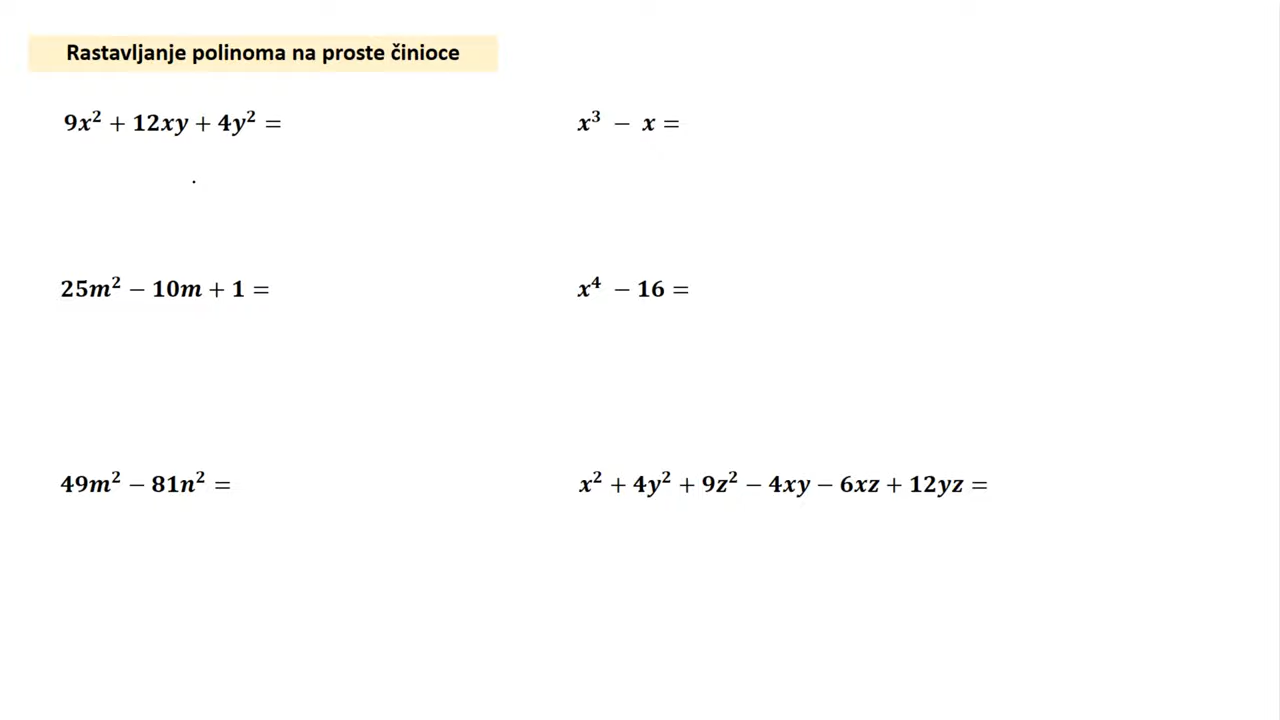 Rastavljanje polinoma na proste činioce
9x² + 12xy + 4y² =
x³ − x =
25m² − 10m + 1 =
x⁴ − 16 =
49m² − 81n² =
x² + 4y² + 9z² − 4xy − 6xz + 12yz =